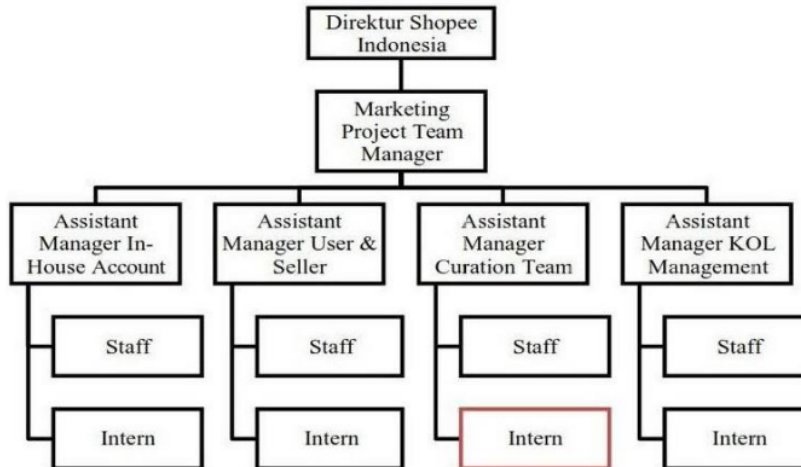 Direktur Shopee
Indonesia
Marketing
Project Team
Manager
Assistant
Manager In-
House Account
Assistant
Manager User &
Seller
Assistant
Manager
Curation Team
Assistant
Manager KOL
Management
Staff
Staff
Staff
Staff
Intern
Intern
Intern
Intern